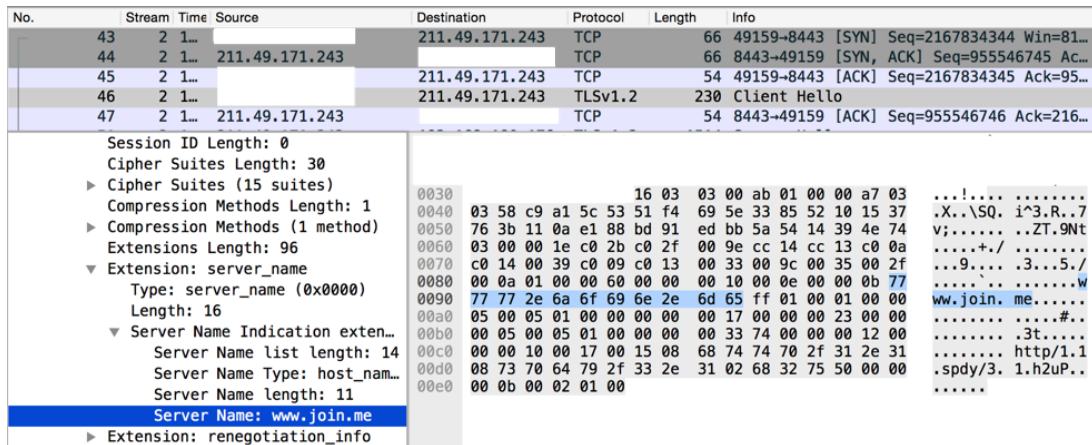 No. Stream Time Source Destination Protocol Length Info
43 2 1… 211.49.171.243 TCP 66 49159→8443 [SYN] Seq=2167834344 Win=81…
44 2 1… 211.49.171.243 TCP 66 8443→49159 [SYN, ACK] Seq=955546745 Ac…
45 2 1… 211.49.171.243 TCP 54 49159→8443 [ACK] Seq=2167834345 Ack=95…
46 2 1… 211.49.171.243 TLSv1.2 230 Client Hello
47 2 1… 211.49.171.243 TCP 54 8443→49159 [ACK] Seq=955546746 Ack=216…
Session ID Length: 0
Cipher Suites Length: 30
Cipher Suites (15 suites)
Compression Methods Length: 1
Compression Methods (1 method)
Extensions Length: 96
Extension: server_name
Type: server_name (0x0000)
Length: 16
Server Name Indication exten…
Server Name list length: 14
Server Name Type: host_nam…
Server Name length: 11
Server Name: www.join.me
Extension: renegotiation_info
0030 16 03 03 00 ab 01 00 00 a7 03 ...!.... ........
0040 03 58 c9 a1 5c 53 51 f4 69 5e 33 85 52 10 15 37 .X..\SQ. i^3.R..7
0050 76 3b 11 0a e1 88 bd 91 ed bb 5a 54 14 39 4e 74 v;...... ..ZT.9Nt
0060 03 00 00 1e c0 2b c0 2f 00 9e cc 14 cc 13 c0 0a .....+./ ........
0070 c0 14 00 39 c0 09 c0 13 00 33 00 9c 00 35 00 2f ...9.... .3...5./
0080 00 0a 01 00 00 60 00 00 00 10 00 0e 00 00 0b 77 .....`.. .......w
0090 77 77 2e 6a 6f 69 6e 2e 6d 65 ff 01 00 01 00 00 ww.join. me......
00a0 05 00 05 01 00 00 00 00 00 17 00 00 00 23 00 00 ........ .....#..
00b0 00 05 00 05 01 00 00 00 00 33 74 00 00 00 12 00 ........ .3t.....
00c0 00 00 10 00 17 00 15 08 68 74 74 70 2f 31 2e 31 ........ http/1.1
00d0 08 73 70 64 79 2f 33 2e 31 02 68 32 75 50 00 00 .spdy/3. 1.h2uP..
00e0 00 0b 00 02 01 00 ......